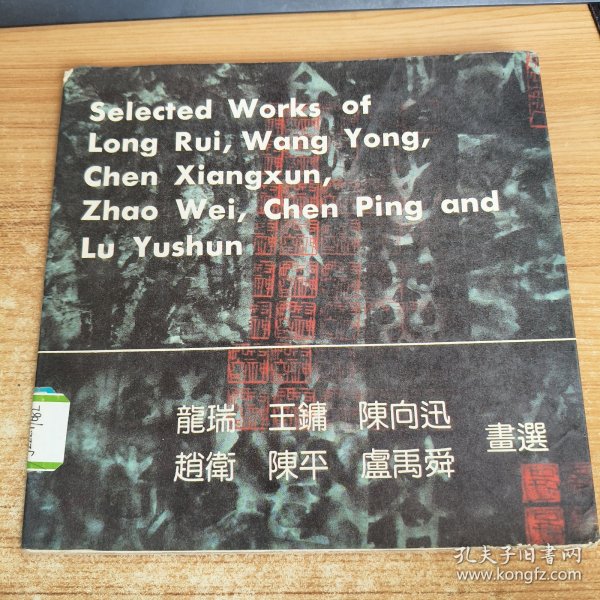 Selected Works of
Long Rui, Wang Yong,
Chen Xiangxun,
Zhao Wei, Chen Ping and
Lu Yushun
龍瑞 王鏞 陳向迅
趙衛 陳平 盧禹舜 畫選
孔夫子旧书网
www.kongfz.com